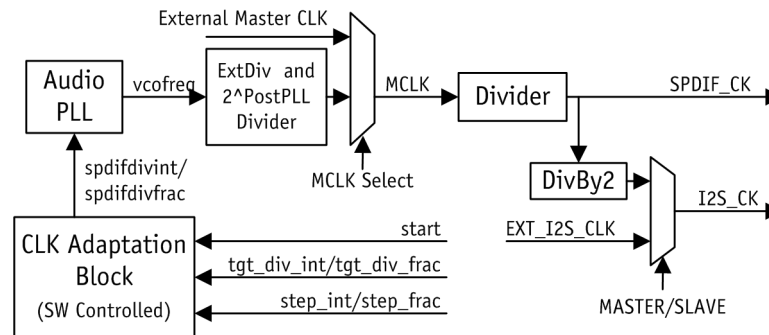 External Master CLK
Audio
PLL
vcofreq
ExtDiv and
2^PostPLL
Divider
MCLK
Divider
SPDIF_CK
spdifdivint/
spdifdivfrac
MCLK Select
DivBy2
I2S_CK
CLK Adaptation
Block
(SW Controlled)
start
EXT_I2S_CLK
tgt_div_int/tgt_div_frac
step_int/step_frac
MASTER/SLAVE